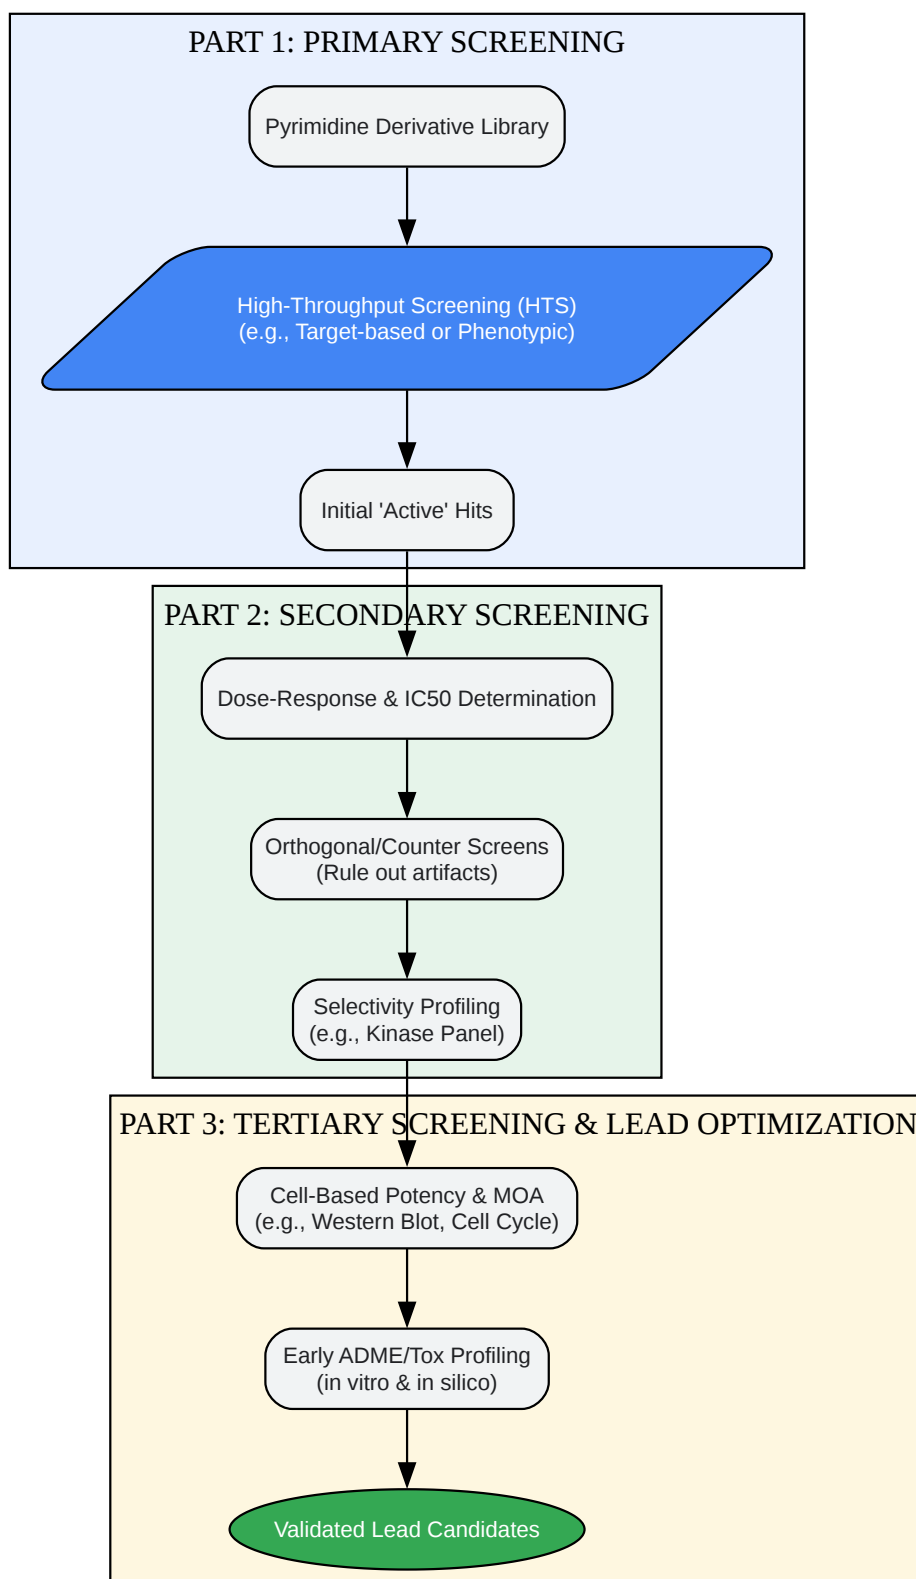 PART 1: PRIMARY SCREENING
Pyrimidine Derivative Library
High-Throughput Screening (HTS)
(e.g., Target-based or Phenotypic)
Initial 'Active' Hits
PART 2: SECONDARY SCREENING
Dose-Response & IC50 Determination
Orthogonal/Counter Screens
(Rule out artifacts)
Selectivity Profiling
(e.g., Kinase Panel)
PART 3: TERTIARY SCREENING & LEAD OPTIMIZATION
Cell-Based Potency & MOA
(e.g., Western Blot, Cell Cycle)
Early ADME/Tox Profiling
(in vitro & in silico)
Validated Lead Candidates